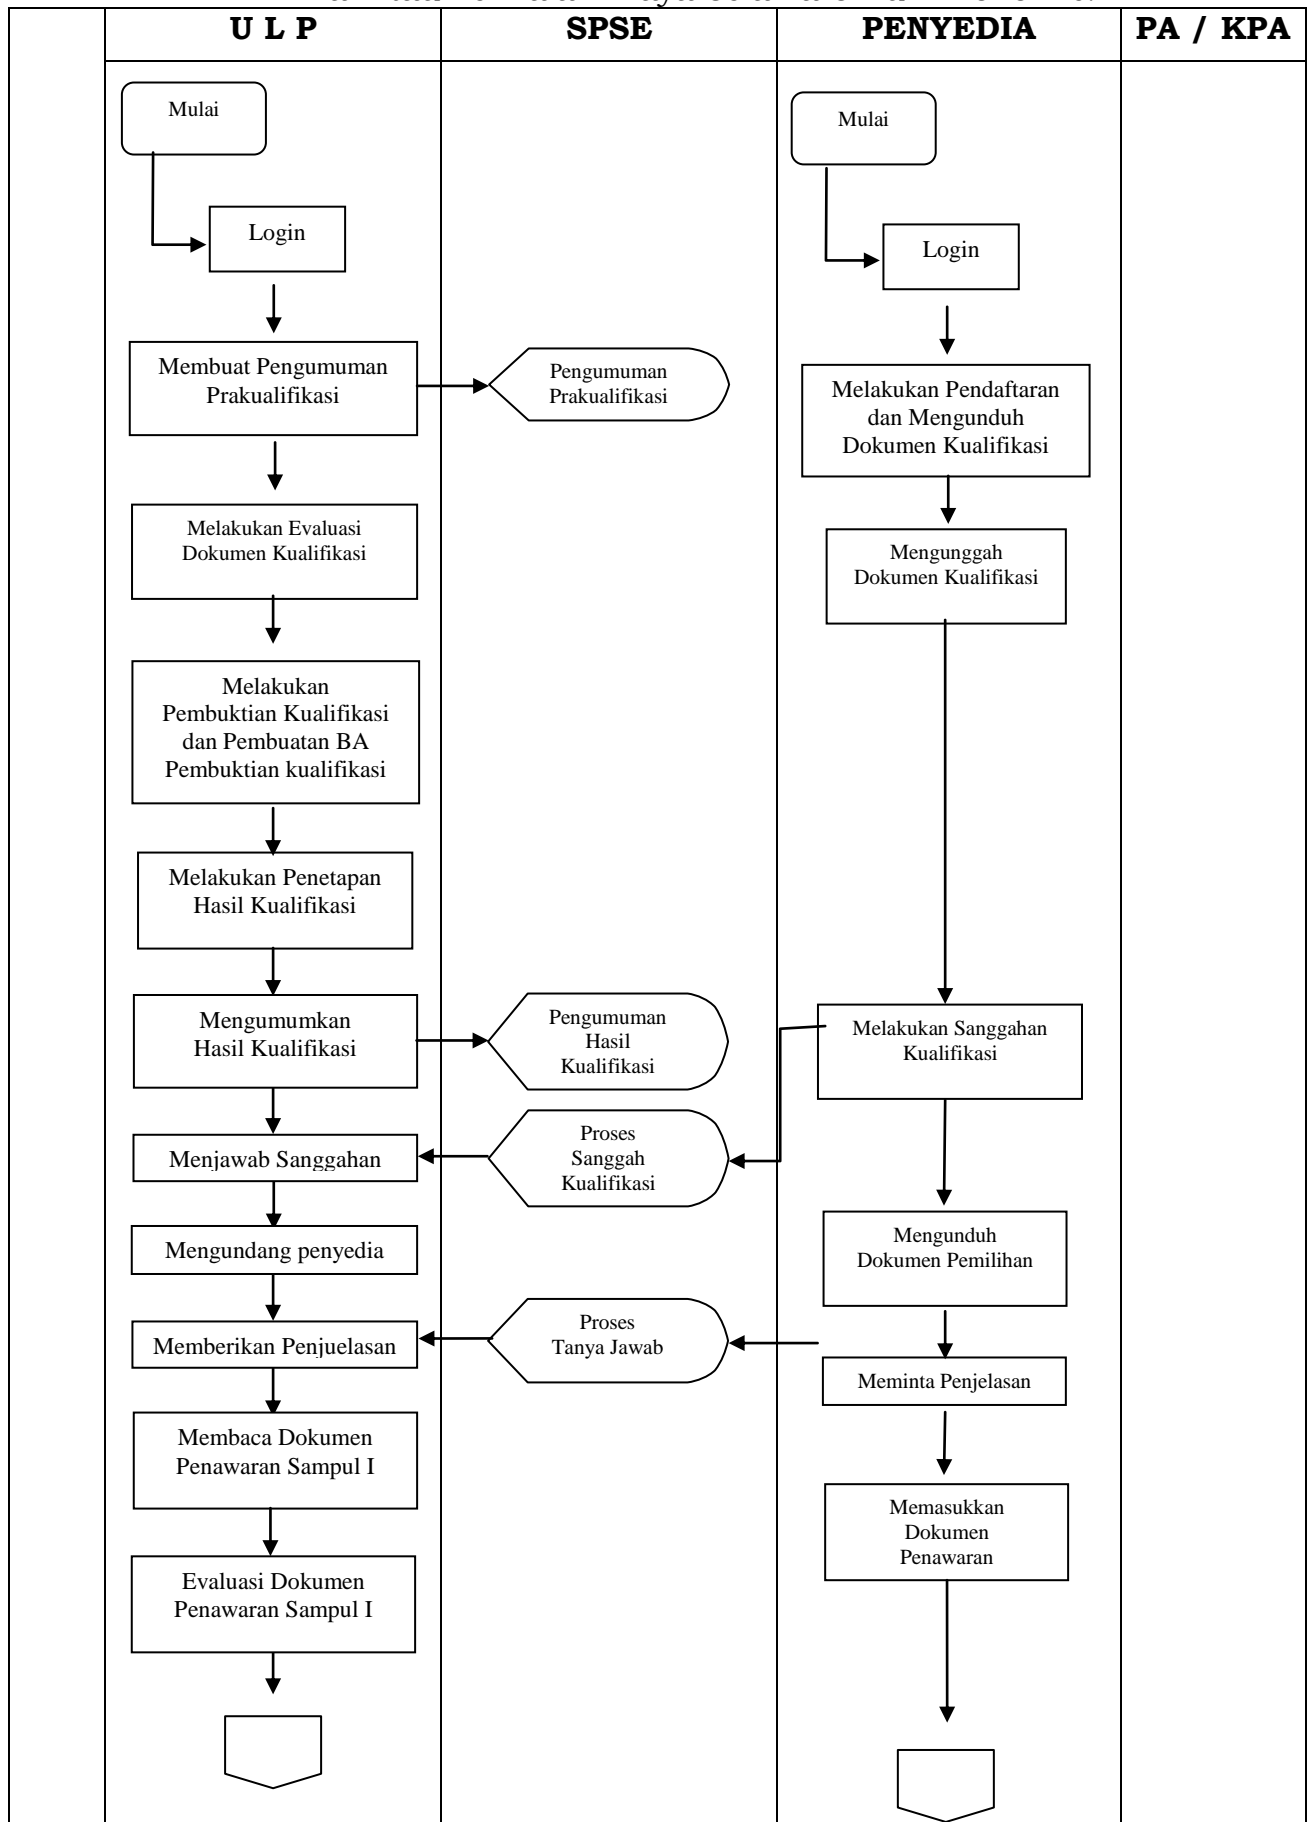 U L P
SPSE
PENYEDIA
PA / KPA
Mulai
Login
Membuat Pengumuman
Prakualifikasi
Pengumuman
Prakualifikasi
Melakukan Evaluasi
Dokumen Kualifikasi
Melakukan
Pembuktian Kualifikasi
dan Pembuatan BA
Pembuktian kualifikasi
Melakukan Penetapan
Hasil Kualifikasi
Mengumumkan
Hasil Kualifikasi
Pengumuman
Hasil
Kualifikasi
Menjawab Sanggahan
Proses
Sanggah
Kualifikasi
Mengundang penyedia
Memberikan Penjuelasan
Proses
Tanya Jawab
Membaca Dokumen
Penawaran Sampul I
Evaluasi Dokumen
Penawaran Sampul I
Mulai
Login
Melakukan Pendaftaran
dan Mengunduh
Dokumen Kualifikasi
Mengunggah
Dokumen Kualifikasi
Melakukan Sanggahan
Kualifikasi
Mengunduh
Dokumen Pemilihan
Meminta Penjelasan
Memasukkan
Dokumen
Penawaran